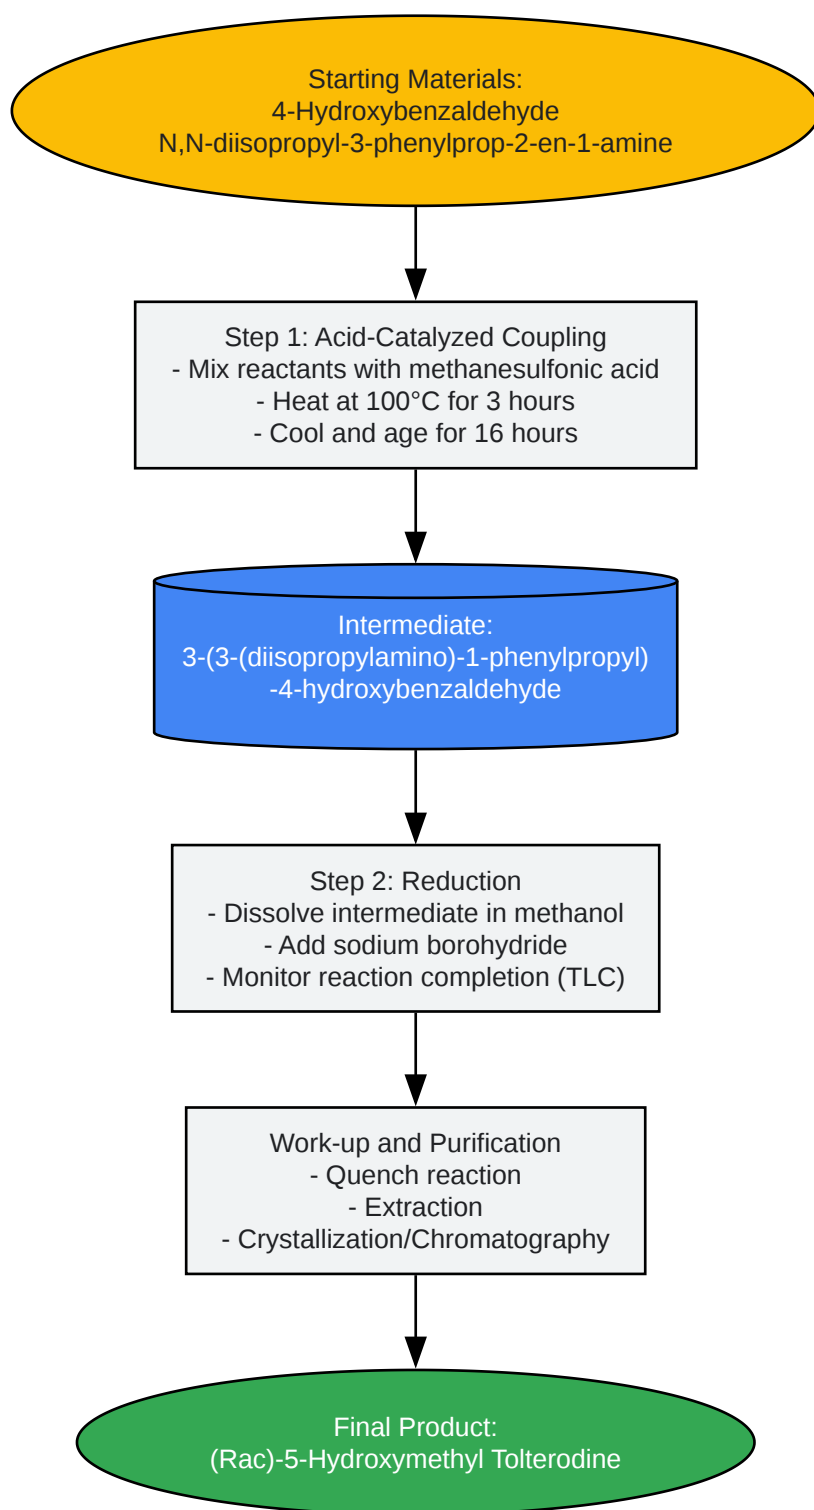 Starting Materials:
4-Hydroxybenzaldehyde
N,N-diisopropyl-3-phenylprop-2-en-1-amine
Step 1: Acid-Catalyzed Coupling
- Mix reactants with methanesulfonic acid
- Heat at 100°C for 3 hours
- Cool and age for 16 hours
Intermediate:
3-(3-(diisopropylamino)-1-phenylpropyl)
-4-hydroxybenzaldehyde
Step 2: Reduction
- Dissolve intermediate in methanol
- Add sodium borohydride
- Monitor reaction completion (TLC)
Work-up and Purification
- Quench reaction
- Extraction
- Crystallization/Chromatography
Final Product:
(Rac)-5-Hydroxymethyl Tolterodine